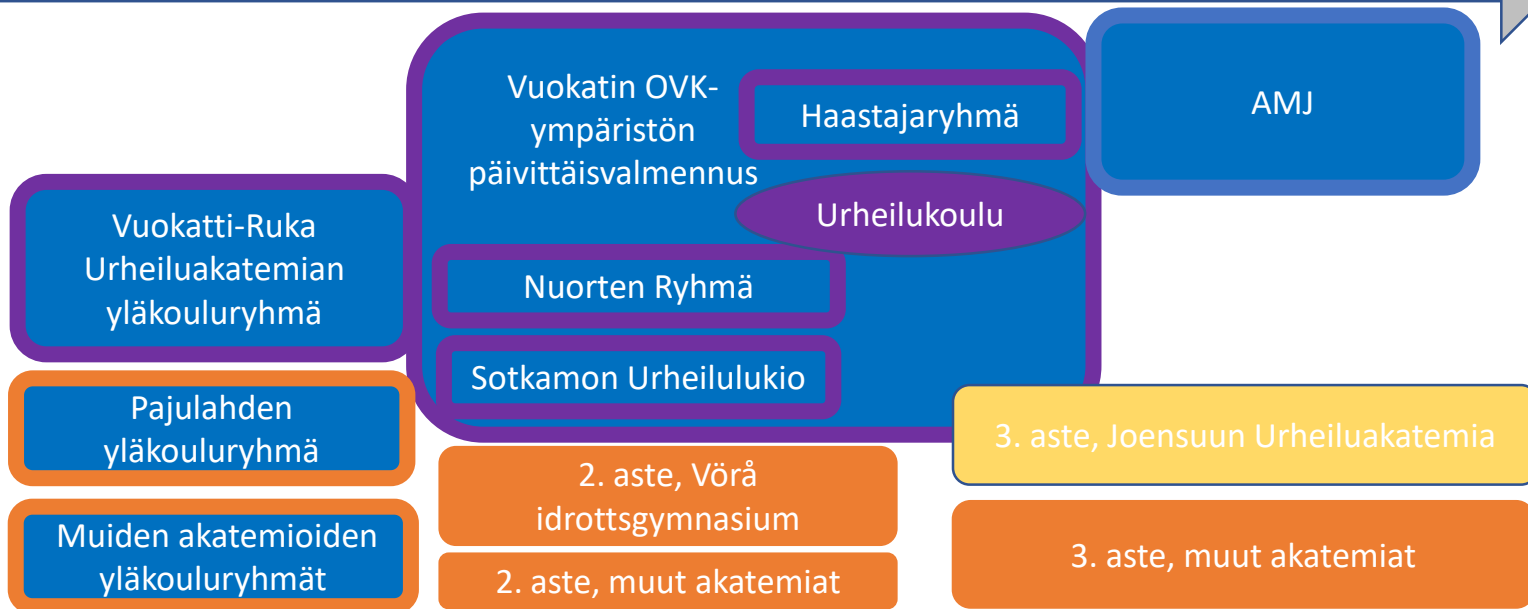 Vuokatin OVK-
ympäristön
päivittäisvalmennus
Haastajaryhmä
AMJ
Urheilukoulu
Vuokatti-Ruka
Urheiluakatemian
yläkouluryhmä
Nuorten Ryhmä
Sotkamon Urheilulukio
Pajulahden
yläkouluryhmä
3. aste, Joensuun Urheiluakatemia
2. aste, Vörå
idrottsgymnasium
Muiden akatemioiden
yläkouluryhmät
3. aste, muut akatemiat
2. aste, muut akatemiat